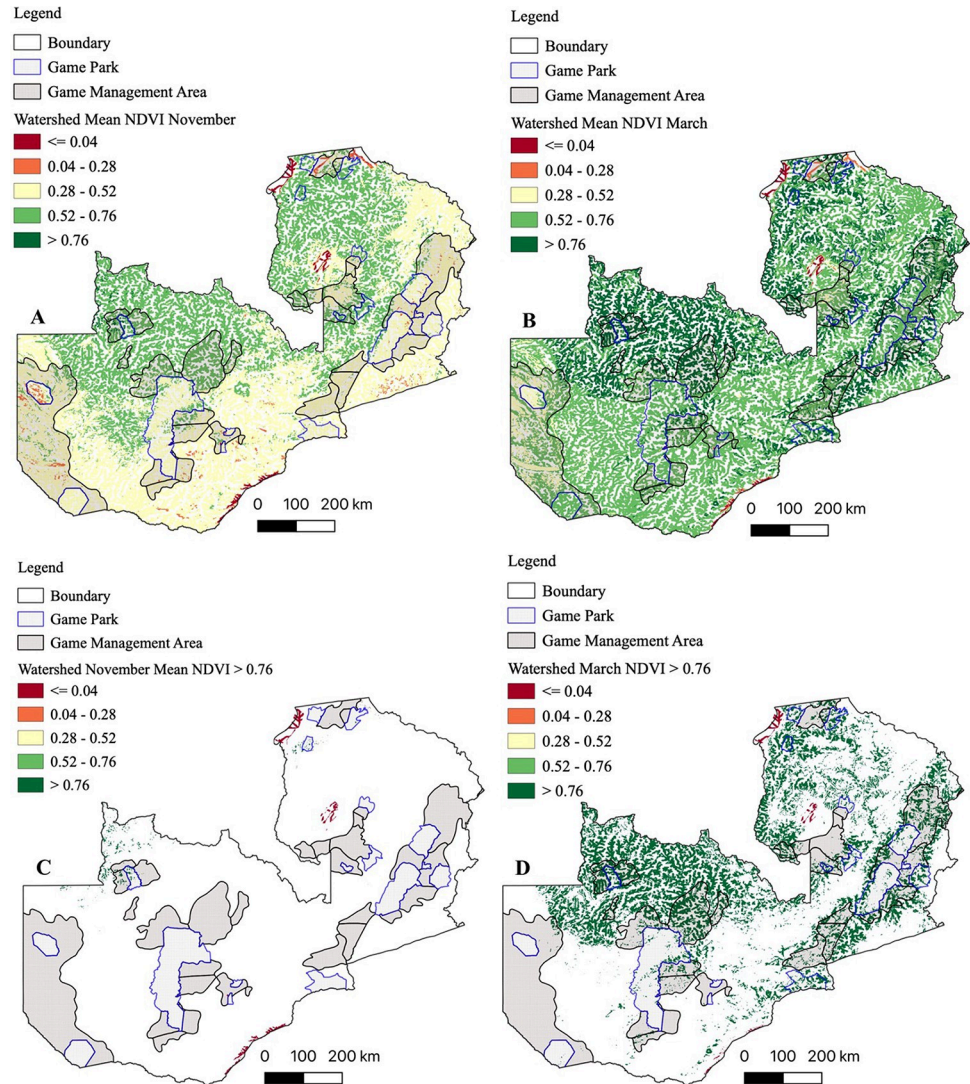 Legend
Boundary
Game Park
Game Management Area
Watershed Mean NDVI November
<= 0.04
0.04 - 0.28
0.28 - 0.52
0.52 - 0.76
> 0.76
A
0 100 200 km
Legend
Boundary
Game Park
Game Management Area
Watershed Mean NDVI March
<= 0.04
0.04 - 0.28
0.28 - 0.52
0.52 - 0.76
> 0.76
B
0 100 200 km
Legend
Boundary
Game Park
Game Management Area
Watershed November Mean NDVI > 0.76
<= 0.04
0.04 - 0.28
0.28 - 0.52
0.52 - 0.76
> 0.76
C
0 100 200 km
Legend
Boundary
Game Park
Game Management Area
Watershed March NDVI > 0.76
<= 0.04
0.04 - 0.28
0.28 - 0.52
0.52 - 0.76
> 0.76
D
0 100 200 km